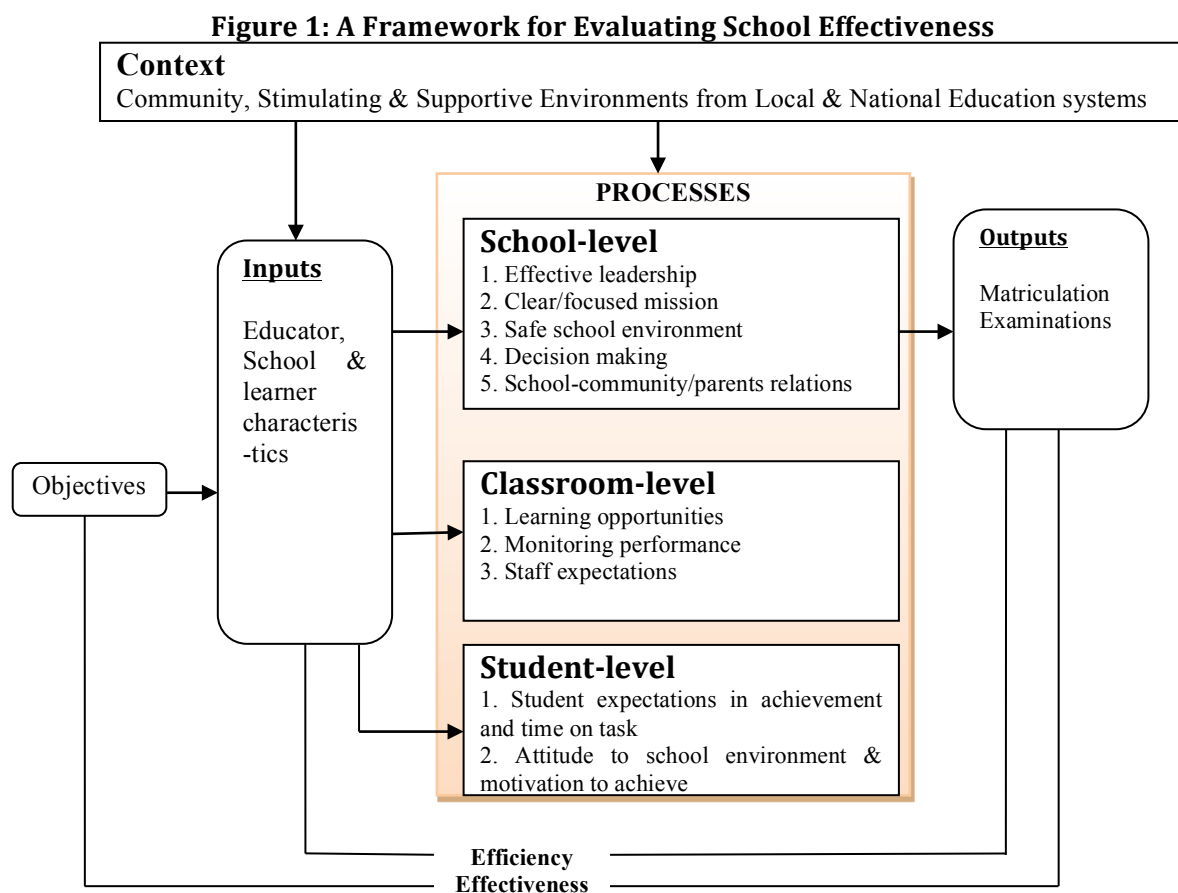 Figure 1: A Framework for Evaluating School Effectiveness
Context
Community, Stimulating & Supportive Environments from Local & National Education systems
Objectives
Inputs
Educator,
School &
learner
characteris
-tics
PROCESSES
School-level
1. Effective leadership
2. Clear/focused mission
3. Safe school environment
4. Decision making
5. School-community/parents relations
Classroom-level
1. Learning opportunities
2. Monitoring performance
3. Staff expectations
Student-level
1. Student expectations in achievement
and time on task
2. Attitude to school environment &
motivation to achieve
Outputs
Matriculation
Examinations
Efficiency
Effectiveness